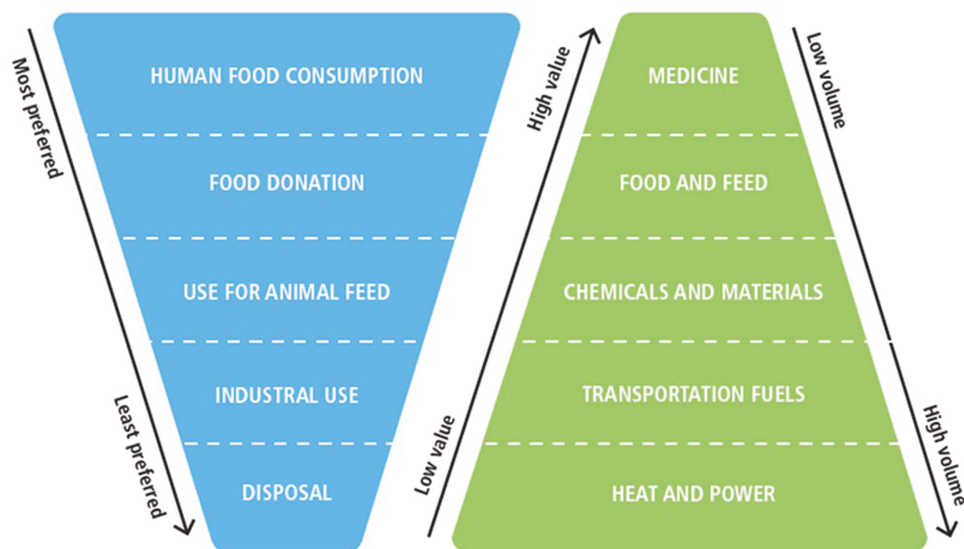 Most preferred
HUMAN FOOD CONSUMPTION
FOOD DONATION
USE FOR ANIMAL FEED
INDUSTRAL USE
DISPOSAL
Least preferred
High value
Low value
MEDICINE
FOOD AND FEED
CHEMICALS AND MATERIALS
TRANSPORTATION FUELS
HEAT AND POWER
Low volume
High volume